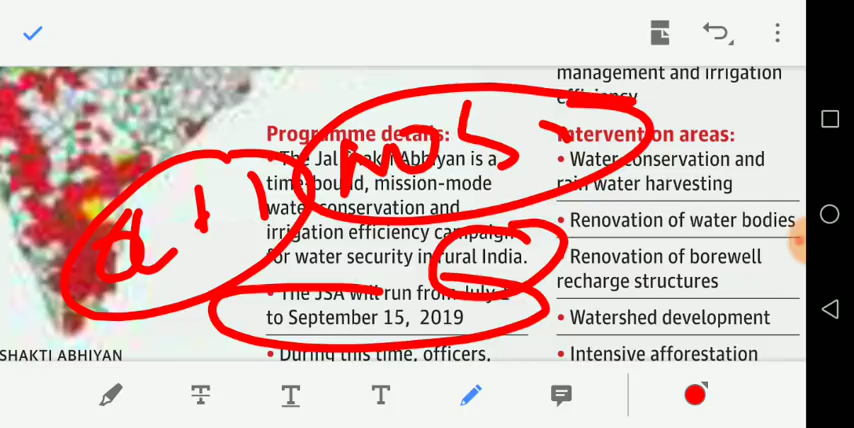 management and irrigation
efficiency
Programme details:
• The Jal Shakti Abhiyan is a
time-bound, mission-mode
water conservation and
irrigation efficiency campaign
for water security in rural India.
• The JSA will run from July 1
to September 15, 2019
• During this time, officers,
Intervention areas:
• Water conservation and
rain water harvesting
• Renovation of water bodies
• Renovation of borewell
recharge structures
• Watershed development
• Intensive afforestation
SHAKTI ABHIYAN